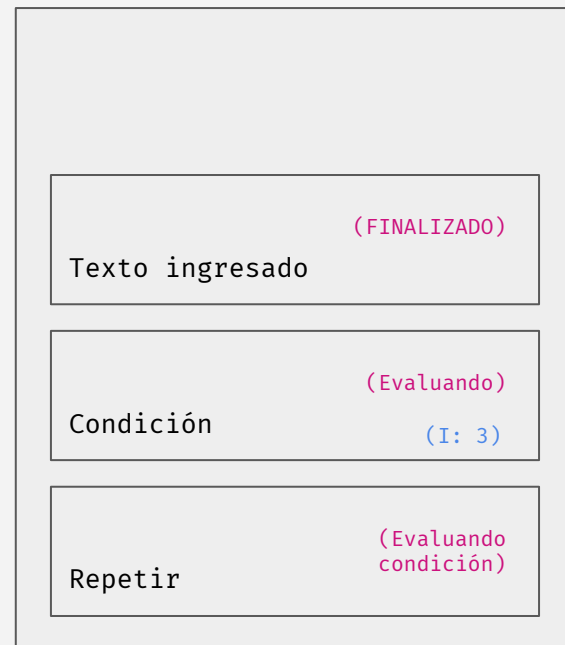 (FINALIZADO)
Texto ingresado
(Evaluando)
Condición
(I: 3)
(Evaluando
condición)
Repetir